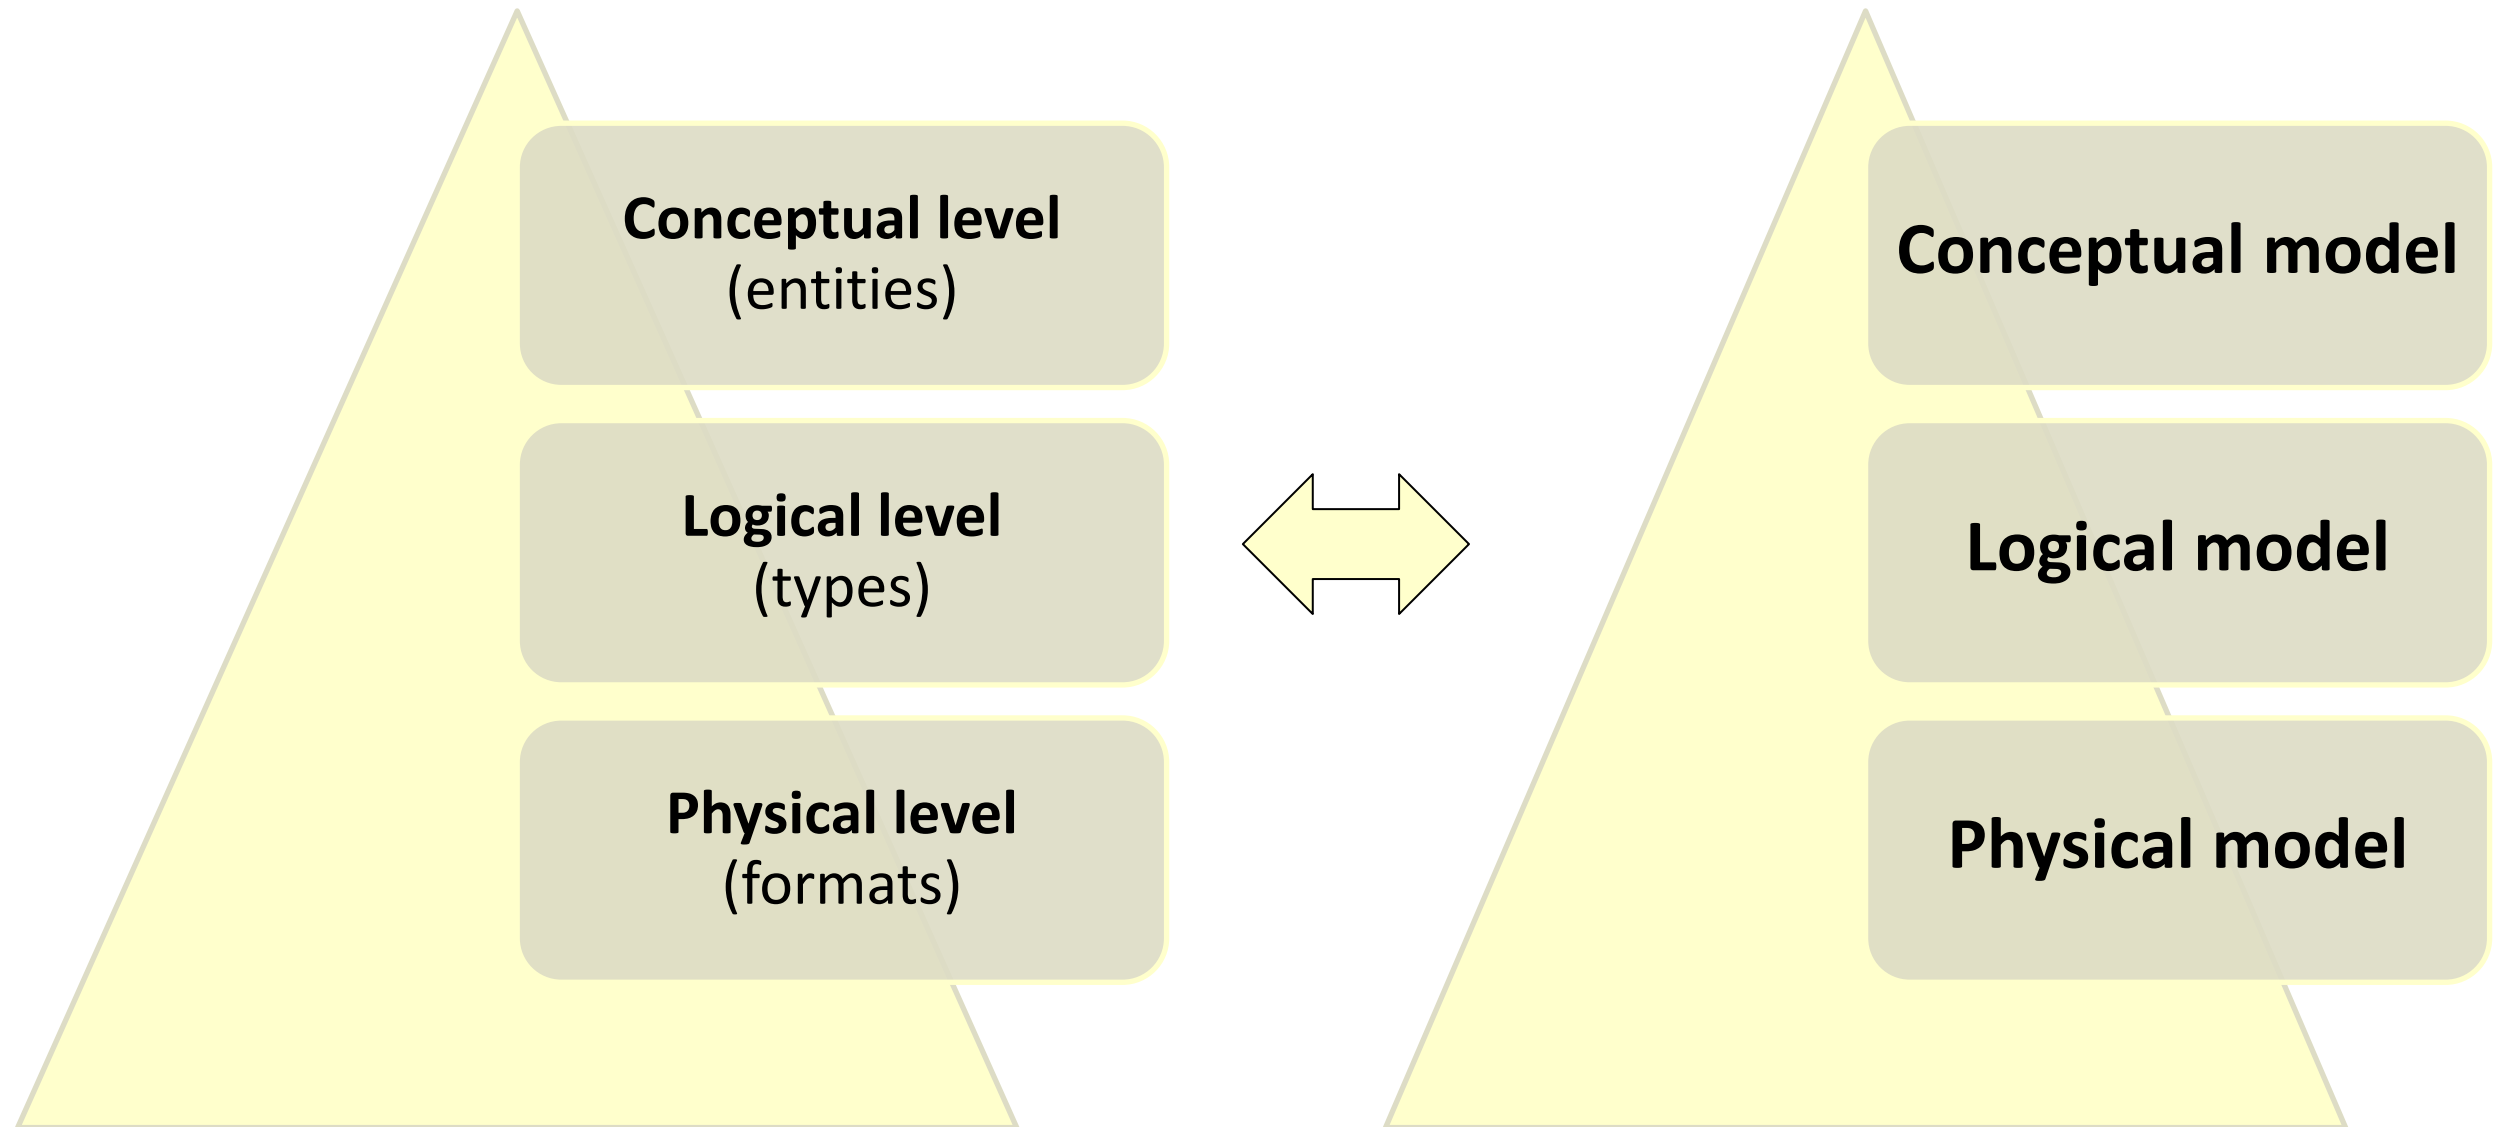 Conceptual level
(entities)
Logical level
(types)
Physical level
(formats)
Conceptual model
Logical model
Physical model